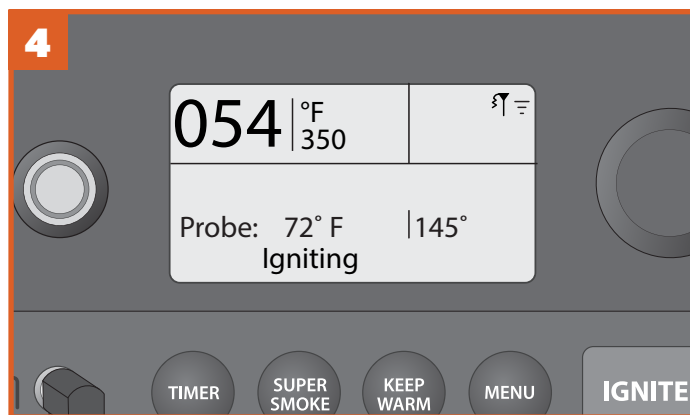 4
054 °F
350
Probe: 72° F 145°
Igniting
TIMER
SUPER
SMOKE
KEEP
WARM
MENU
IGNITE